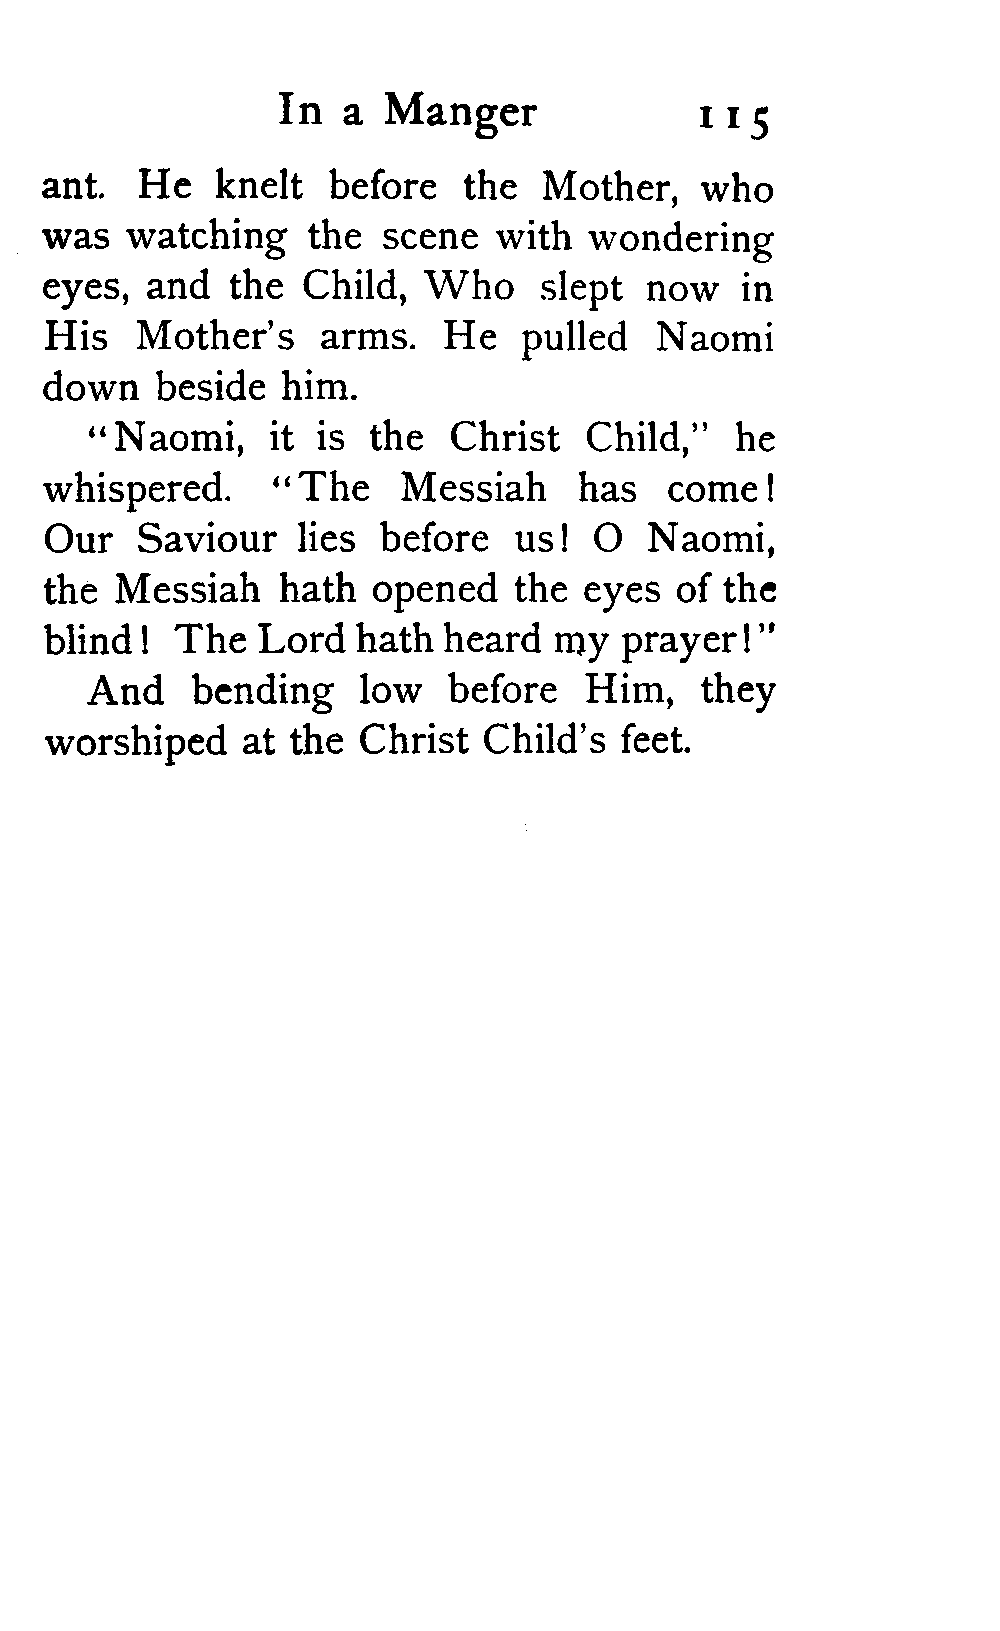 In a Manger 115
ant. He knelt before the Mother, who
was watching the scene with wondering
eyes, and the Child, Who slept now in
His Mother's arms. He pulled Naomi
down beside him.
"Naomi, it is the Christ Child," he
whispered. "The Messiah has come!
Our Saviour lies before us! O Naomi,
the Messiah hath opened the eyes of the
blind! The Lord hath heard my prayer!"
And bending low before Him, they
worshiped at the Christ Child's feet.